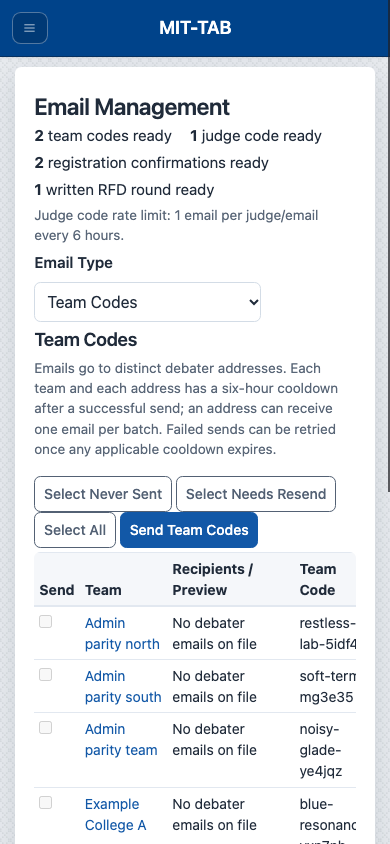 MIT-TAB
Email Management
2 team codes ready 1 judge code ready
2 registration confirmations ready
1 written RFD round ready
Judge code rate limit: 1 email per judge/email
every 6 hours.
Email Type
Team Codes
Team Codes
Emails go to distinct debater addresses. Each
team and each address has a six-hour cooldown
after a successful send; an address can receive
one email per batch. Failed sends can be retried
once any applicable cooldown expires.
Select Never Sent Select Needs Resend
Select All Send Team Codes
Recipients / Team
Send Team Preview Code
Admin No debater restless-
parity north emails on file lab-5idf4
Admin No debater soft-term
parity south emails on file mg3e35
Admin No debater noisy-
parity team emails on file glade-
ye4jqz
Example No debater blue-
College A emails on file resonanc